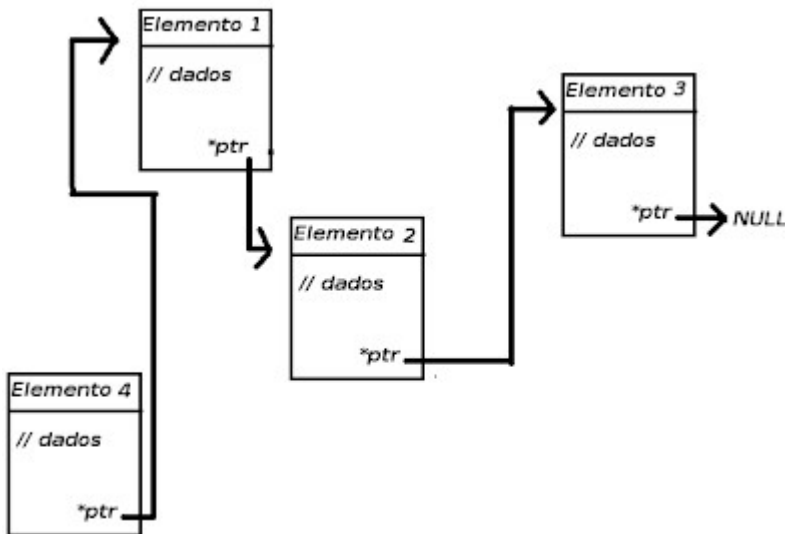 Elemento 1
// dados
*ptr
Elemento 2
// dados
*ptr
Elemento 3
// dados
*ptr
NULL
Elemento 4
// dados
*ptr